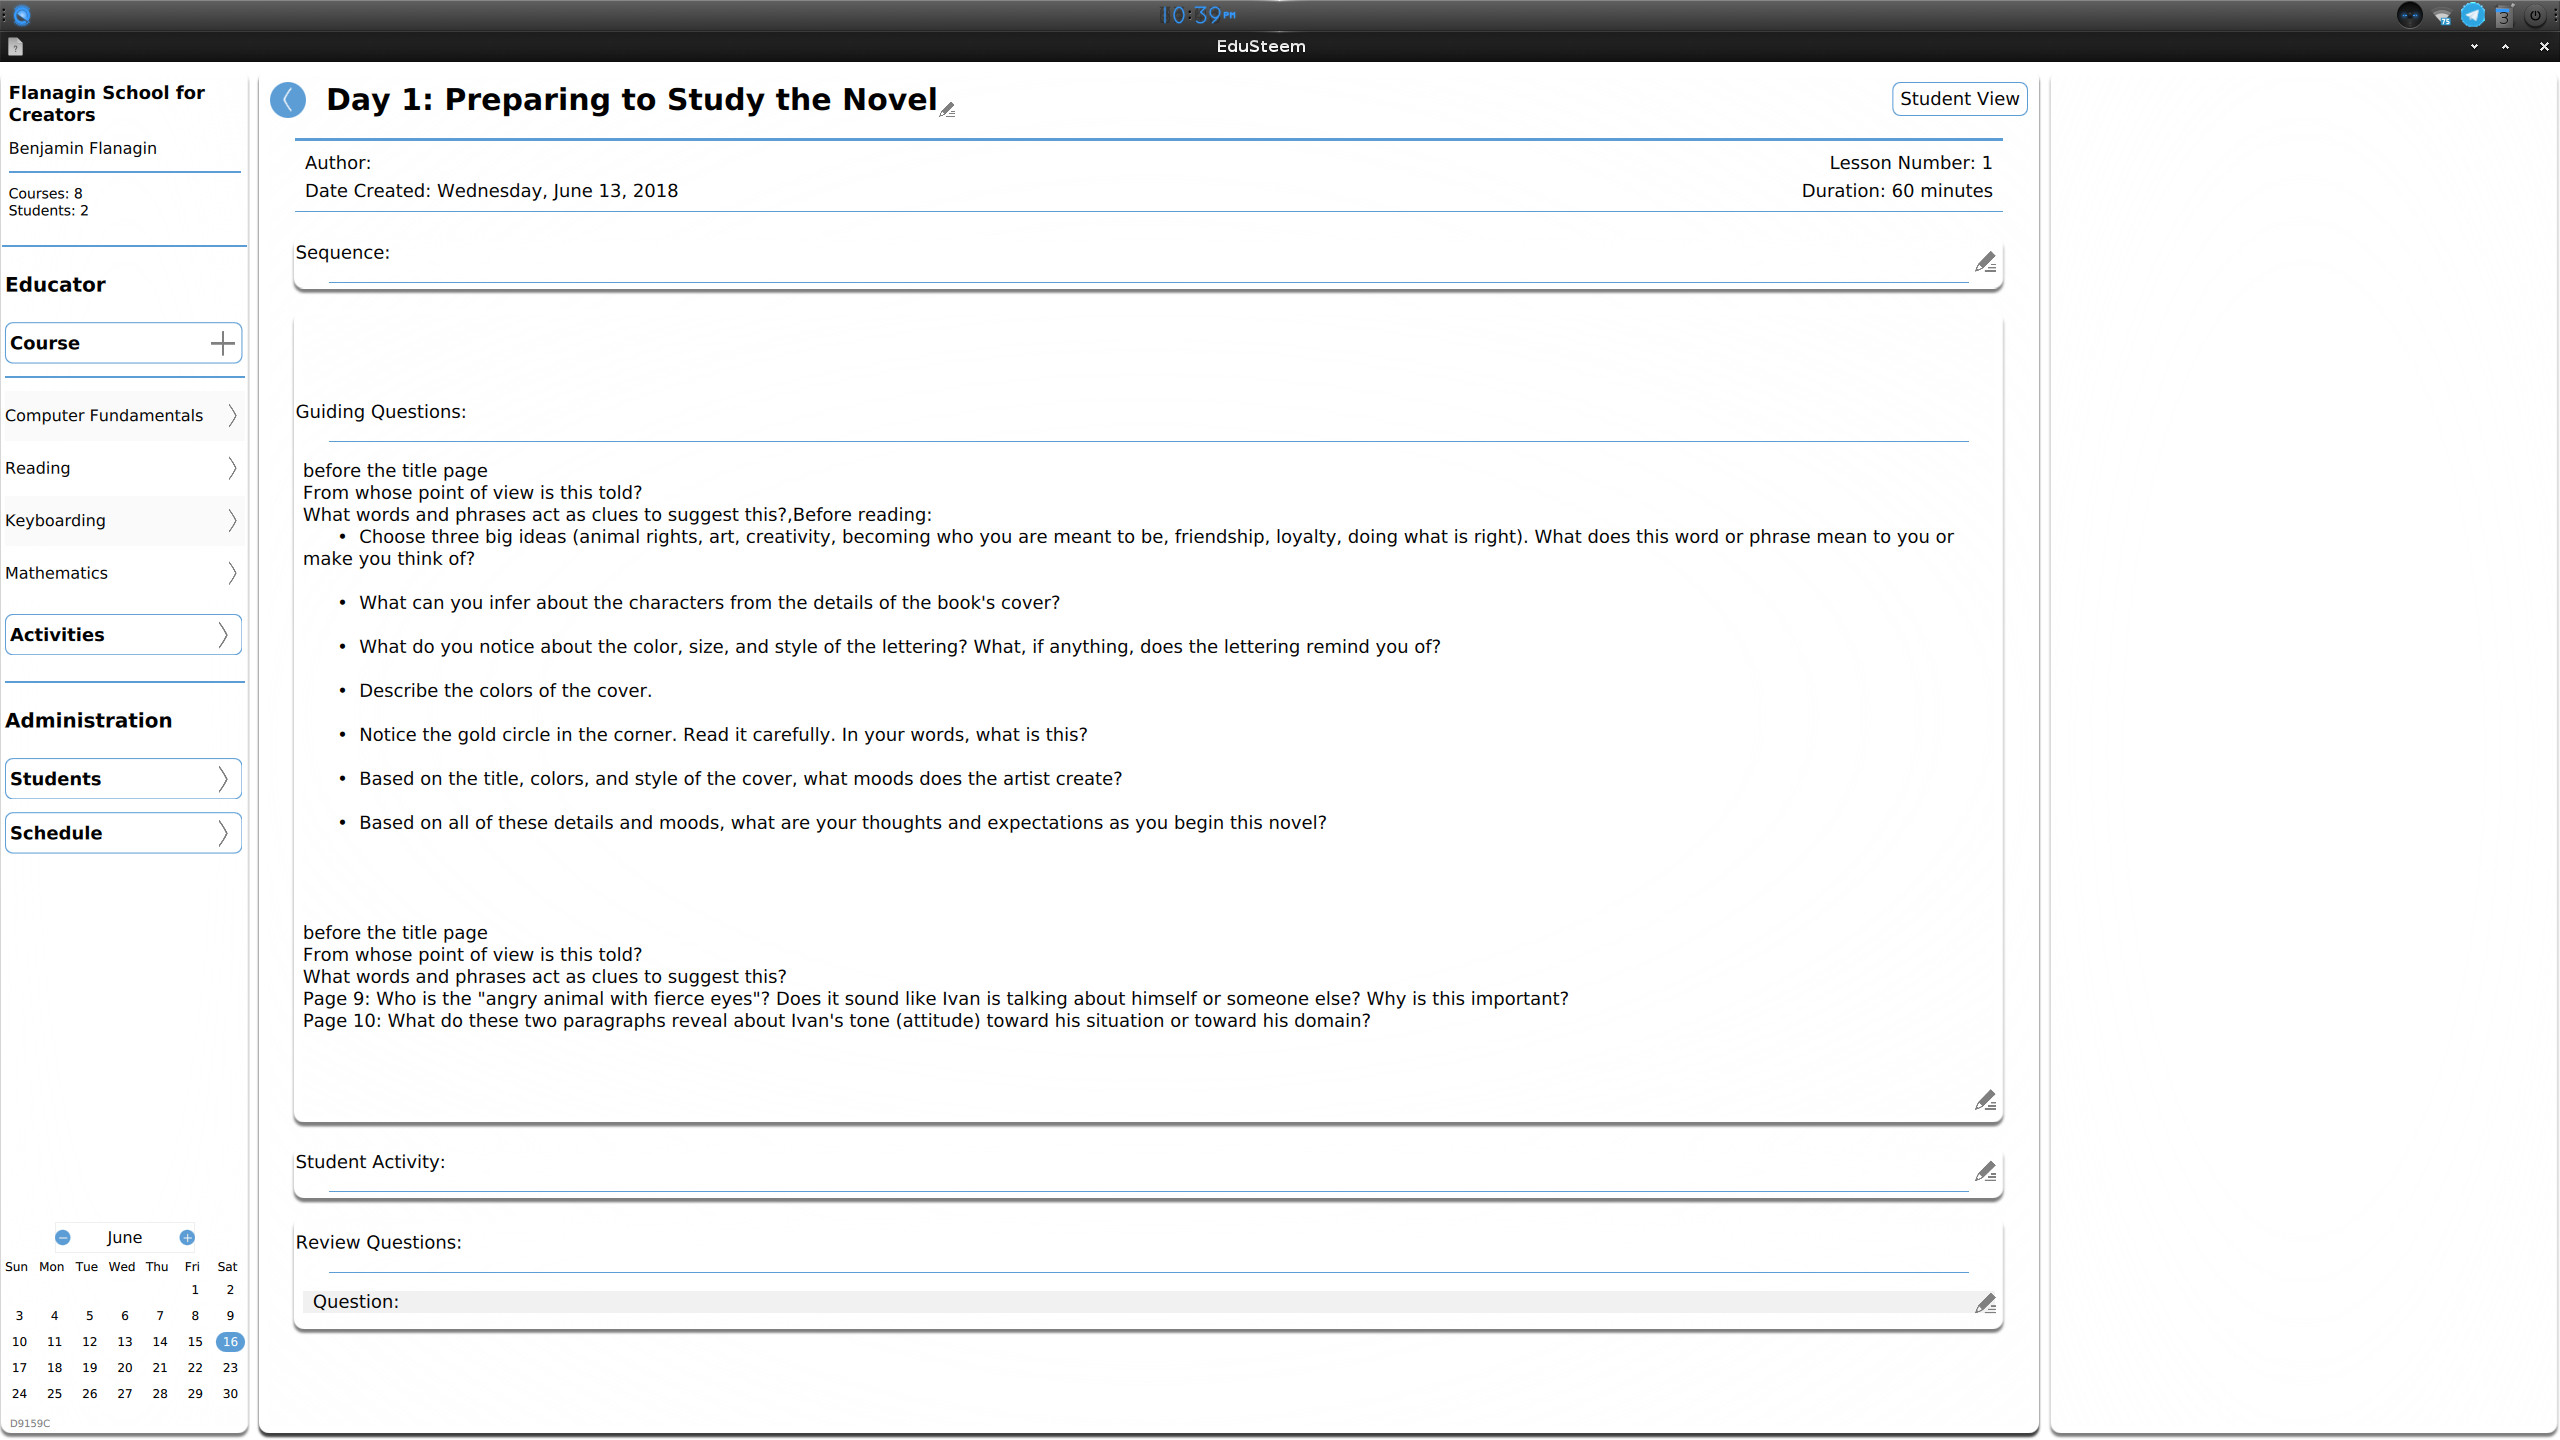 10:39PM
EduSteem
75
3
Flanagin School for
Creators
Benjamin Flanagin
Courses: 8
Students: 2
Educator
Course
Computer Fundamentals
Reading
Keyboarding
Mathematics
Activities
Administration
Students
Schedule
June
Sun Mon Tue Wed Thu Fri Sat
1 2
3 4 5 6 7 8 9
10 11 12 13 14 15 16
17 18 19 20 21 22 23
24 25 26 27 28 29 30
D9159C
Day 1: Preparing to Study the Novel
Student View
Author:
Lesson Number: 1
Date Created: Wednesday, June 13, 2018
Duration: 60 minutes
Sequence:
Guiding Questions:
before the title page
From whose point of view is this told?
What words and phrases act as clues to suggest this?,Before reading:
• Choose three big ideas (animal rights, art, creativity, becoming who you are meant to be, friendship, loyalty, doing what is right). What does this word or phrase mean to you or
make you think of?
• What can you infer about the characters from the details of the book's cover?
• What do you notice about the color, size, and style of the lettering? What, if anything, does the lettering remind you of?
• Describe the colors of the cover.
• Notice the gold circle in the corner. Read it carefully. In your words, what is this?
• Based on the title, colors, and style of the cover, what moods does the artist create?
• Based on all of these details and moods, what are your thoughts and expectations as you begin this novel?
before the title page
From whose point of view is this told?
What words and phrases act as clues to suggest this?
Page 9: Who is the "angry animal with fierce eyes"? Does it sound like Ivan is talking about himself or someone else? Why is this important?
Page 10: What do these two paragraphs reveal about Ivan's tone (attitude) toward his situation or toward his domain?
Student Activity:
Review Questions:
Question: